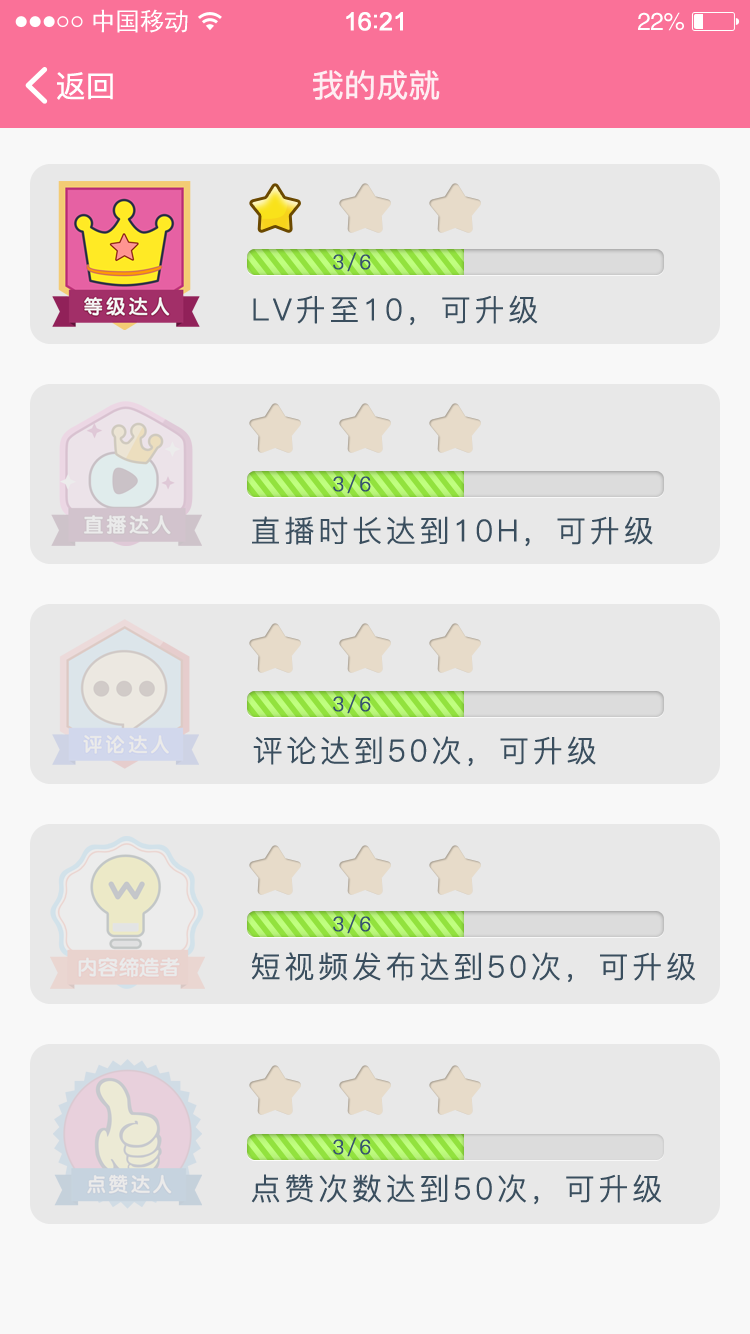 中国移动 16:21 22%
返回 我的成就
3/6
等级达人
LV升至10，可升级
3/6
直播达人
直播时长达到10H，可升级
3/6
评论达人
评论达到50次，可升级
W
3/6
内容缔造者
短视频发布达到50次，可升级
3/6
点赞达人
点赞次数达到50次，可升级